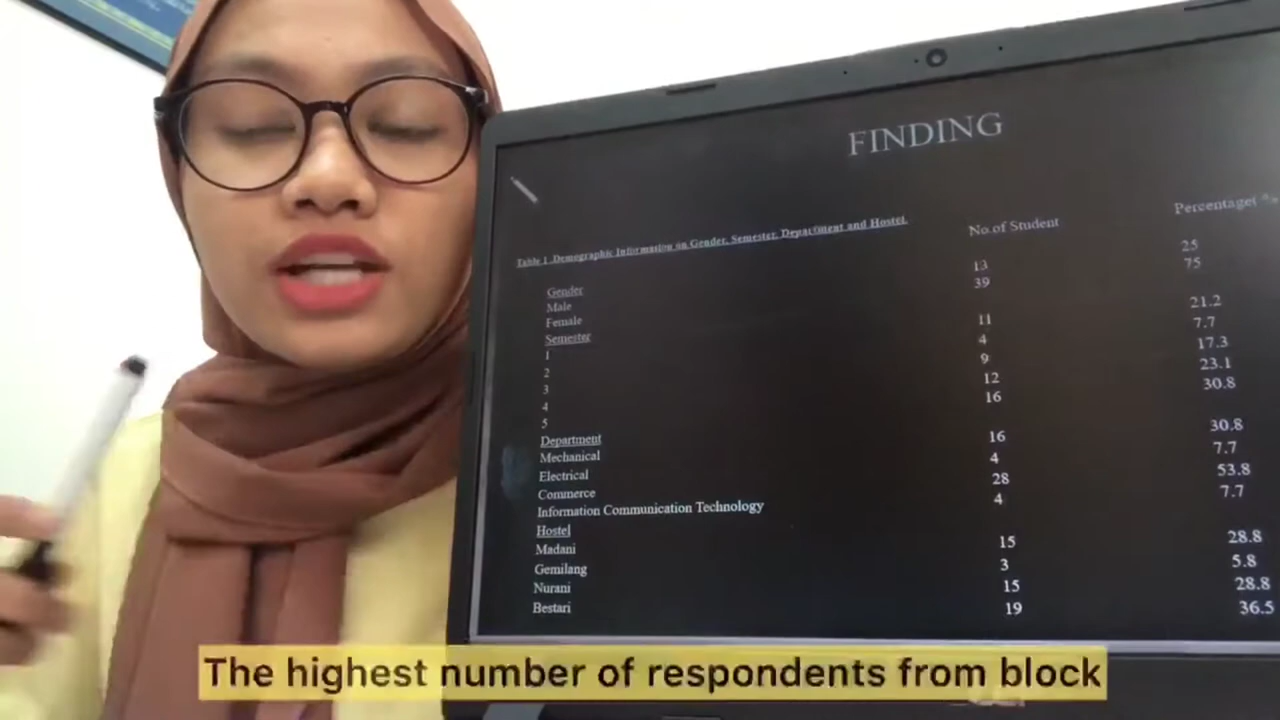 FINDING
Table 1 Demographic Information on Gender, Semester, Department and Hostel.
No.of Student Percentage( %
Gender
Male 13 25
Female 39 75
Semester
1 11 21.2
2 4 7.7
3 9 17.3
4 12 23.1
5 16 30.8
Department
Mechanical 16 30.8
Electrical 4 7.7
Commerce 28 53.8
Information Communication Technology 4 7.7
Hostel
Madani 15 28.8
Gemilang 3 5.8
Nurani 15 28.8
Bestari 19 36.5
The highest number of respondents from block